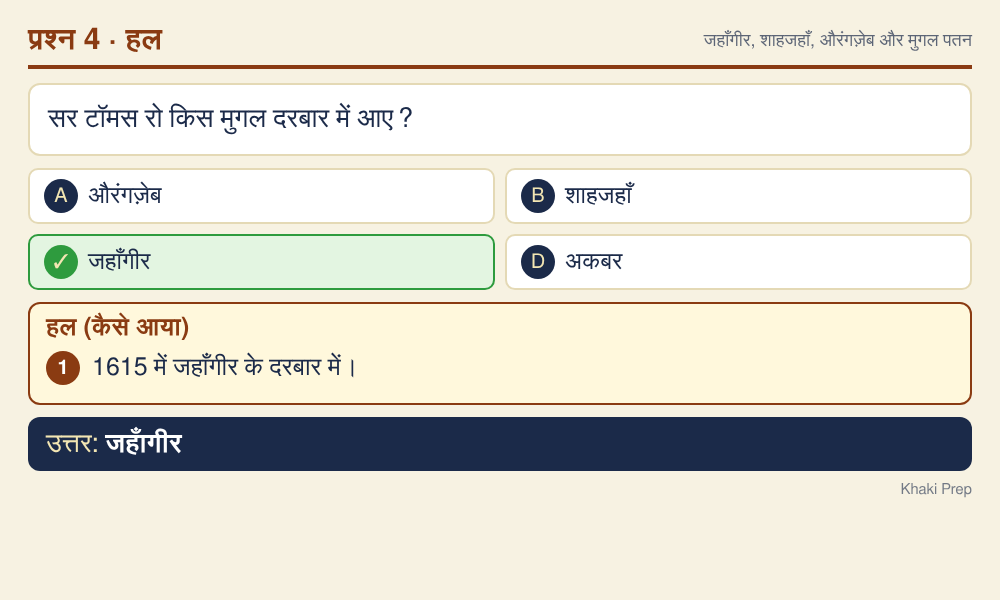 प्रश्न 4 · हल
जहाँगीर, शाहजहाँ, औरंगज़ेब और मुगल पतन
सर टॉमस रो किस मुगल दरबार में आए ?
A औरंगज़ेब
B शाहजहाँ
✓ जहाँगीर
D अकबर
हल (कैसे आया)
1 1615 में जहाँगीर के दरबार में।
उत्तर: जहाँगीर
Khaki Prep